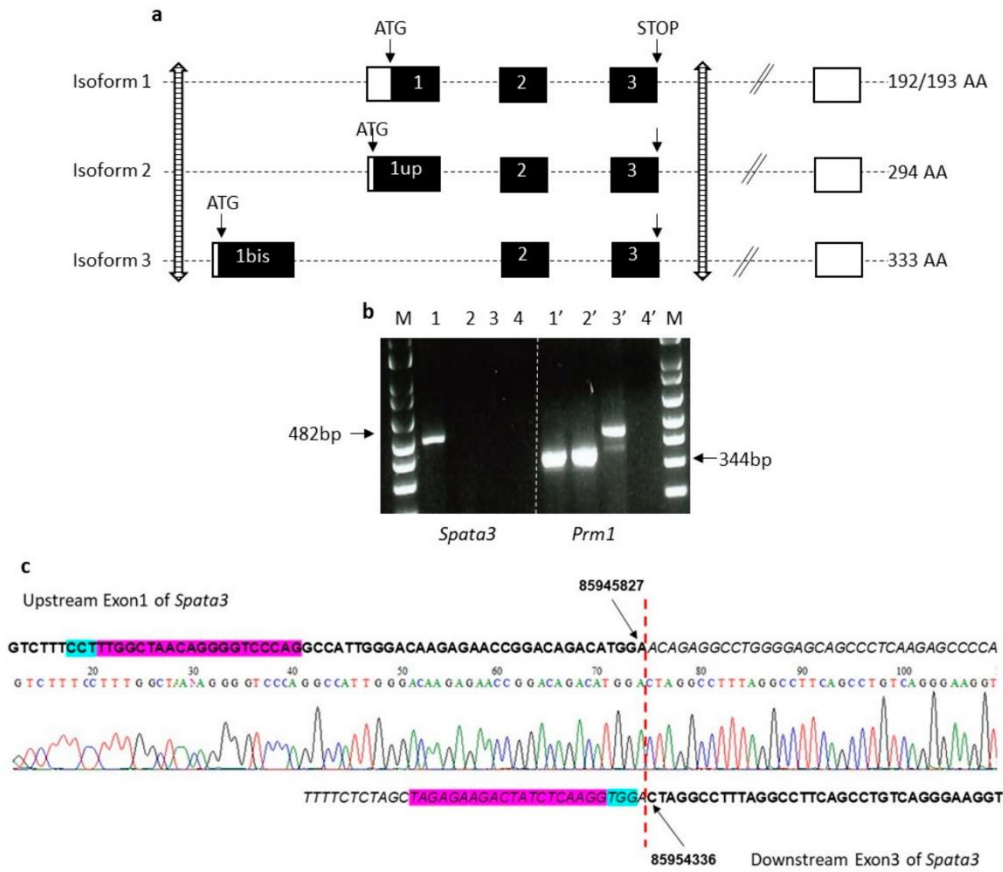 a
ATG STOP
Isoform 1 1 2 3 192/193 AA
ATG
Isoform 2 1up 2 3 294 AA
ATG
Isoform 3 1bis 2 3 333 AA
b
M 1 2 3 4 1’ 2’ 3’ 4’ M
482bp
344bp
Spata3 Prm1
c
85945827
Upstream Exon1 of Spata3
GTCTTTCCTTTGGCTAACAGGGGTCCCAGGCCATTGGGACAAGAGAACCGGACAGACATGGAAACAGAGGCCTGGGGAGCAGCCCTCAAGAGCCCCA
20 30 40 50 60 70 80 90 100
GTCTTTCCTTTGGCTANAGGGGTCCCAGGCCATTGGGACAAGAGAACCGGACAGACATGGACTAGGCCTTTAGGCCTTCAGCCTGTCAGGGAAGGT
TTTTCTCTAGCTAGAGAAGACTATCTCAAGGTGGACTAGGCCTTTAGGCCTTCAGCCTGTCAGGGAAGGT
85954336 Downstream Exon3 of Spata3